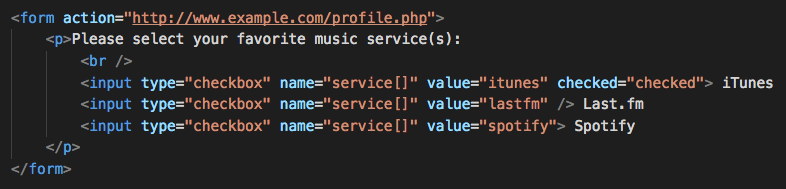 <form action="http://www.example.com/profile.php">
<p>Please select your favorite music service(s):
<br />
<input type="checkbox" name="service[]" value="itunes" checked="checked"> iTunes
<input type="checkbox" name="service[]" value="lastfm" /> Last.fm
<input type="checkbox" name="service[]" value="spotify"> Spotify
</p>
</form>